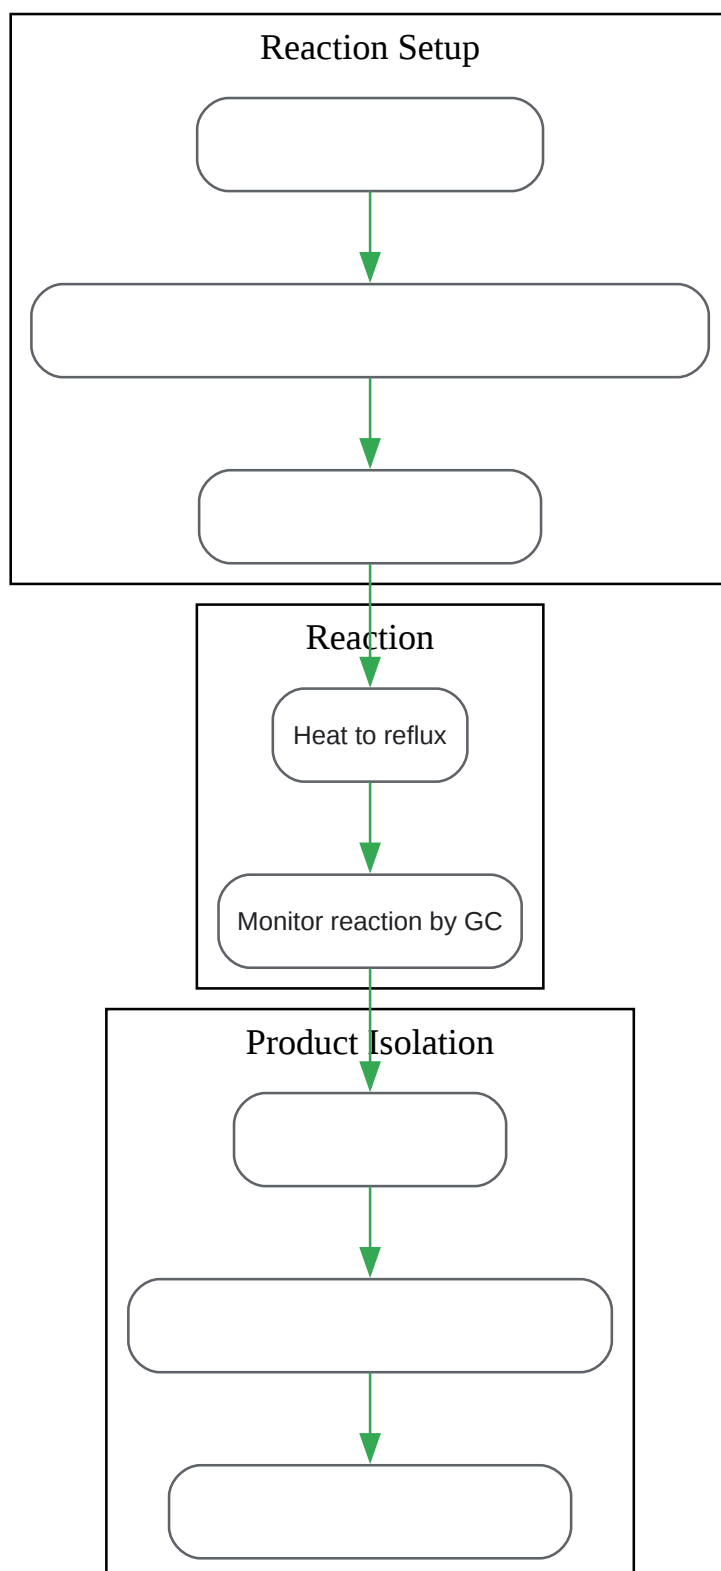 Reaction Setup
Reaction
Heat to reflux
Monitor reaction by GC
Product Isolation